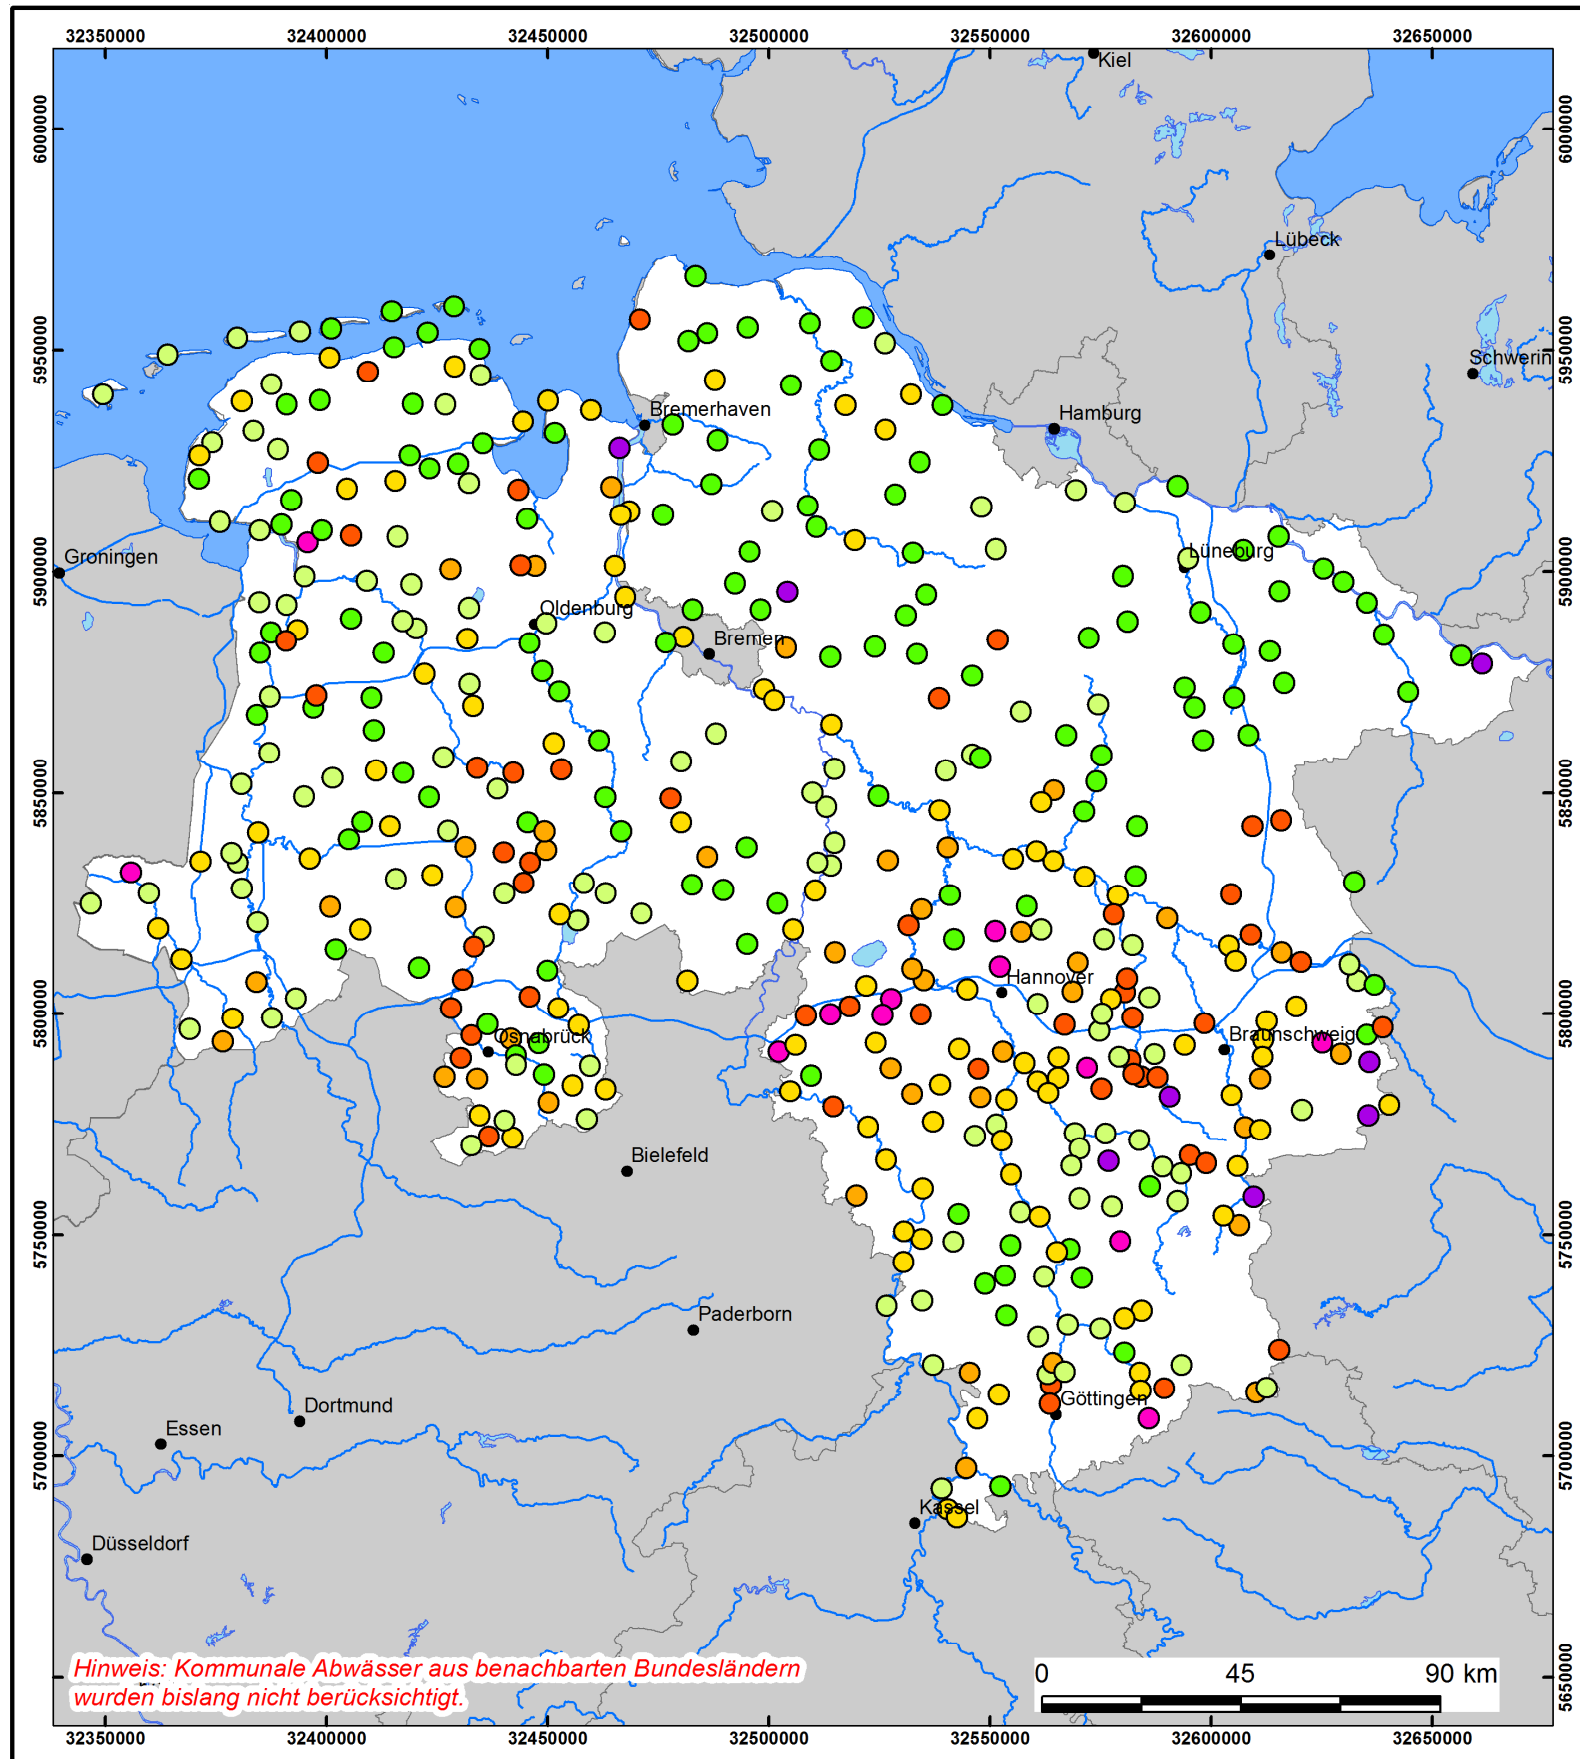 32350000 32400000 32450000 32500000 32550000 32600000 32650000
6000000 6000000
5950000 5950000
5900000 5900000
5850000 5850000
5800000 5800000
5750000 5750000
5700000 5700000
5650000 5650000
Kiel
Lübeck
Schwerin
Bremerhaven
Hamburg
Groningen
Lüneburg
Oldenburg
Bremen
Hannover
Osnabrück
Braunschweig
Bielefeld
Paderborn
Dortmund
Göttingen
Essen
Kassel
Düsseldorf
Hinweis: Kommunale Abwässer aus benachbarten Bundesländern
wurden bislang nicht berücksichtigt.
0 45 90 km
32350000 32400000 32450000 32500000 32550000 32600000 32650000